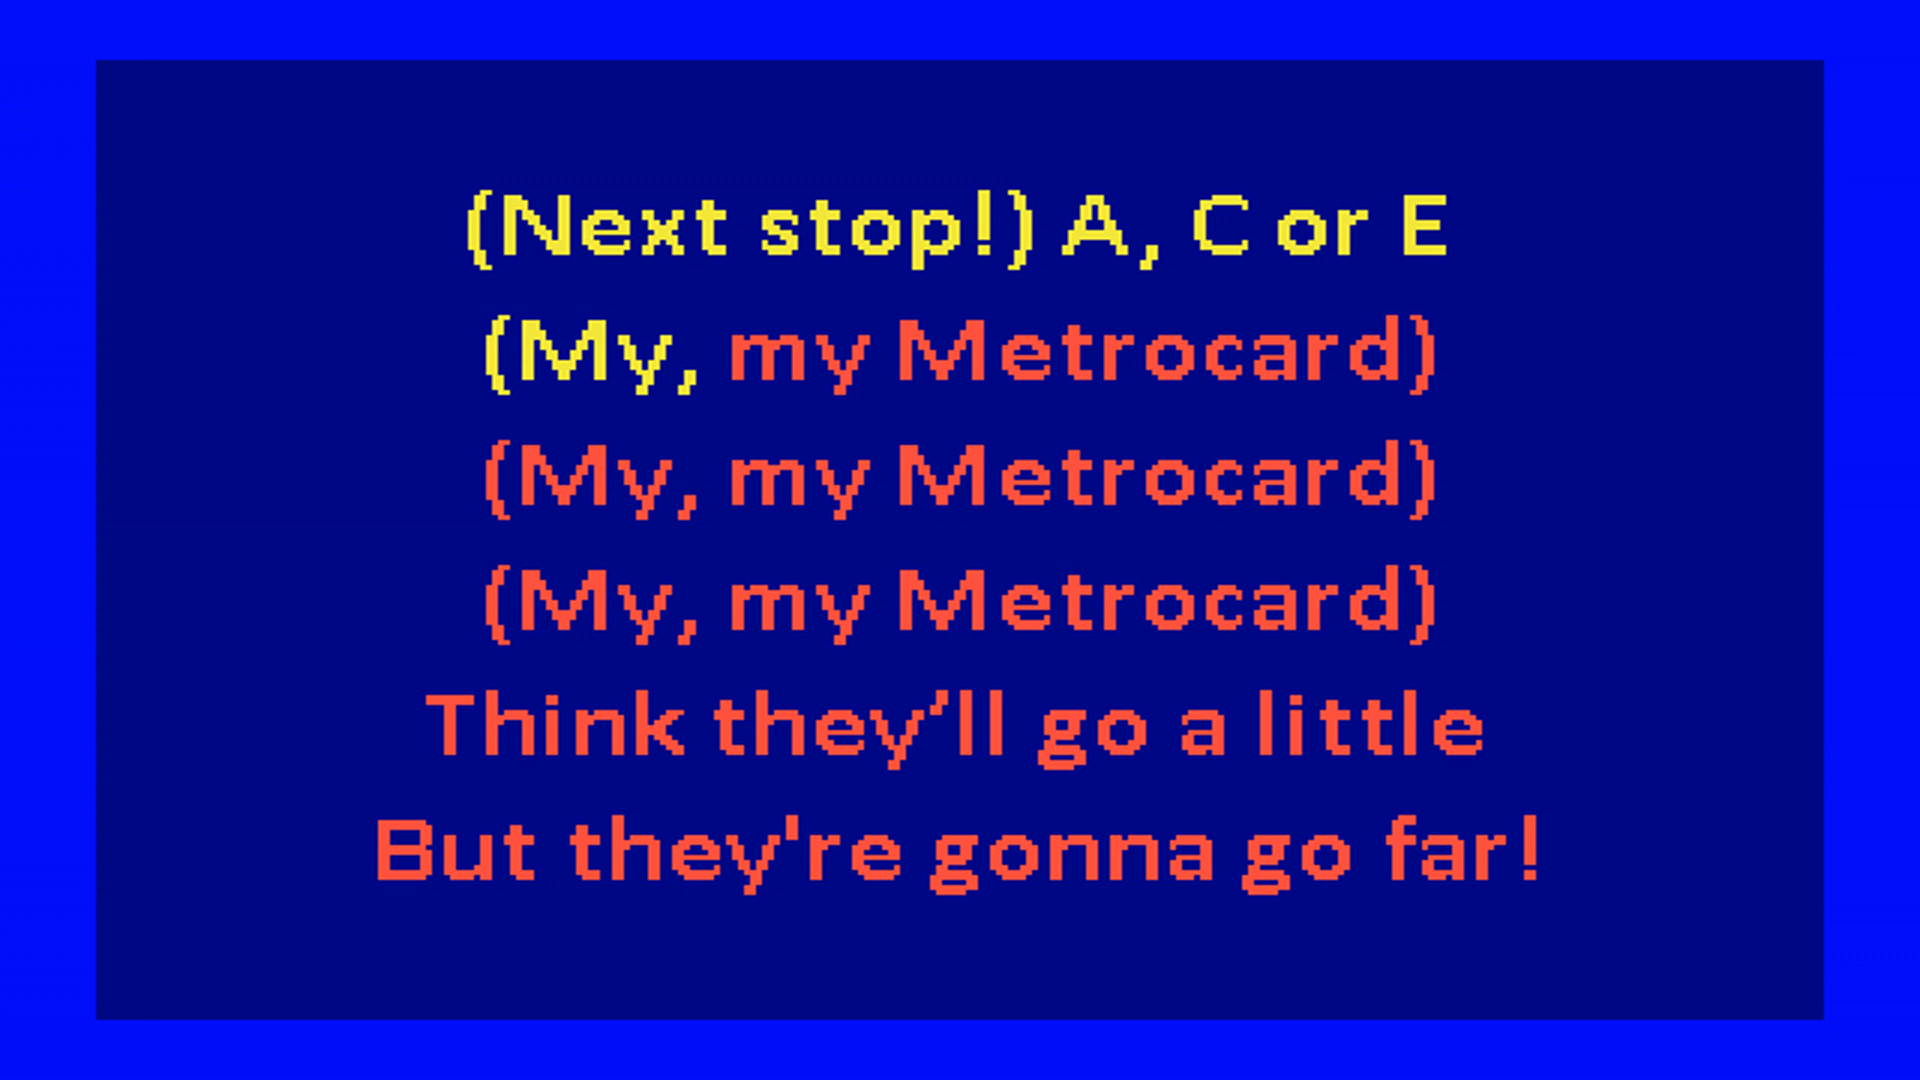 (Next stop!) A, C or E
(My, my Metrocard)
(My, my Metrocard)
(My, my Metrocard)
Think they’ll go a little
But they're gonna go far!